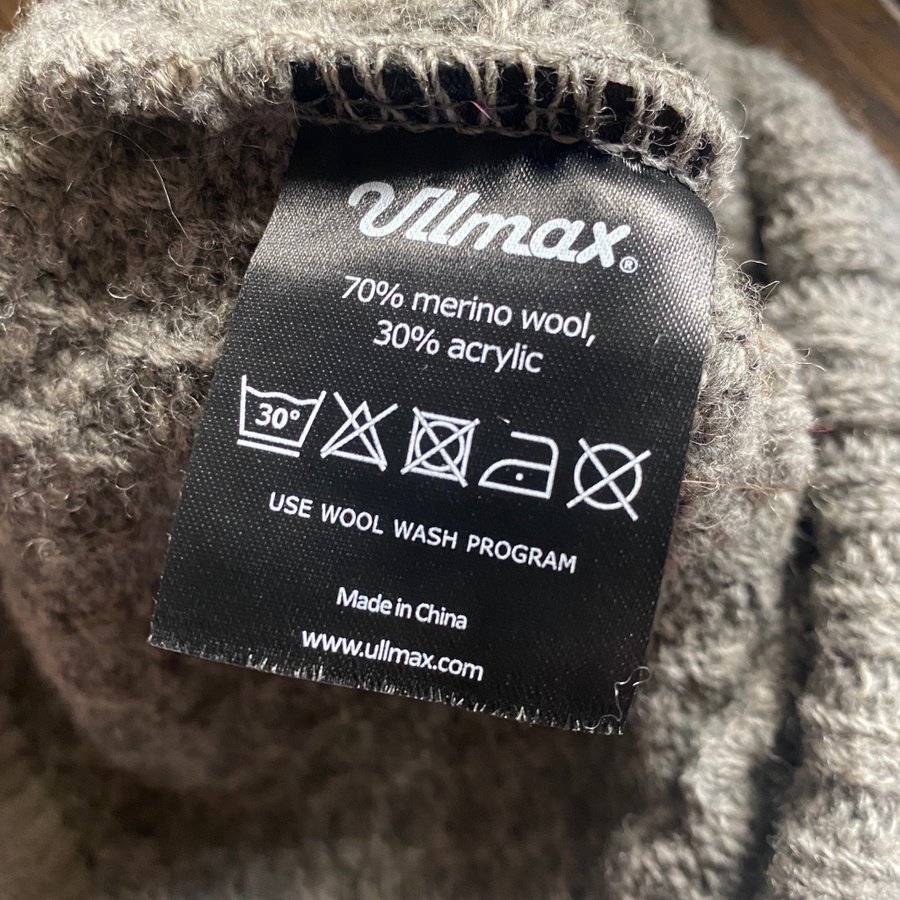 Ullmax®
70% merino wool,
30% acrylic
30°
USE WOOL WASH PROGRAM
Made in China
www.ullmax.com